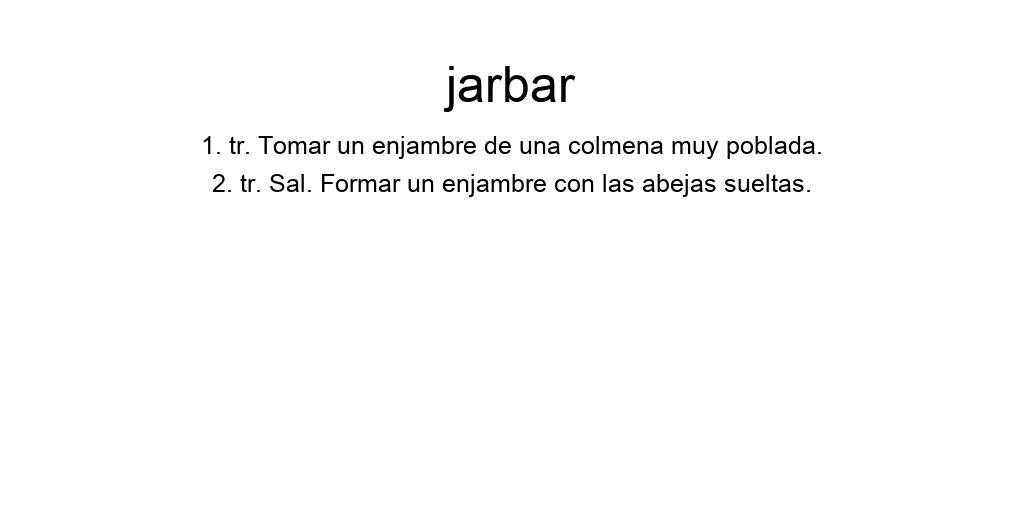 jarbar
1. tr. Tomar un enjambre de una colmena muy poblada.
2. tr. Sal. Formar un enjambre con las abejas sueltas.